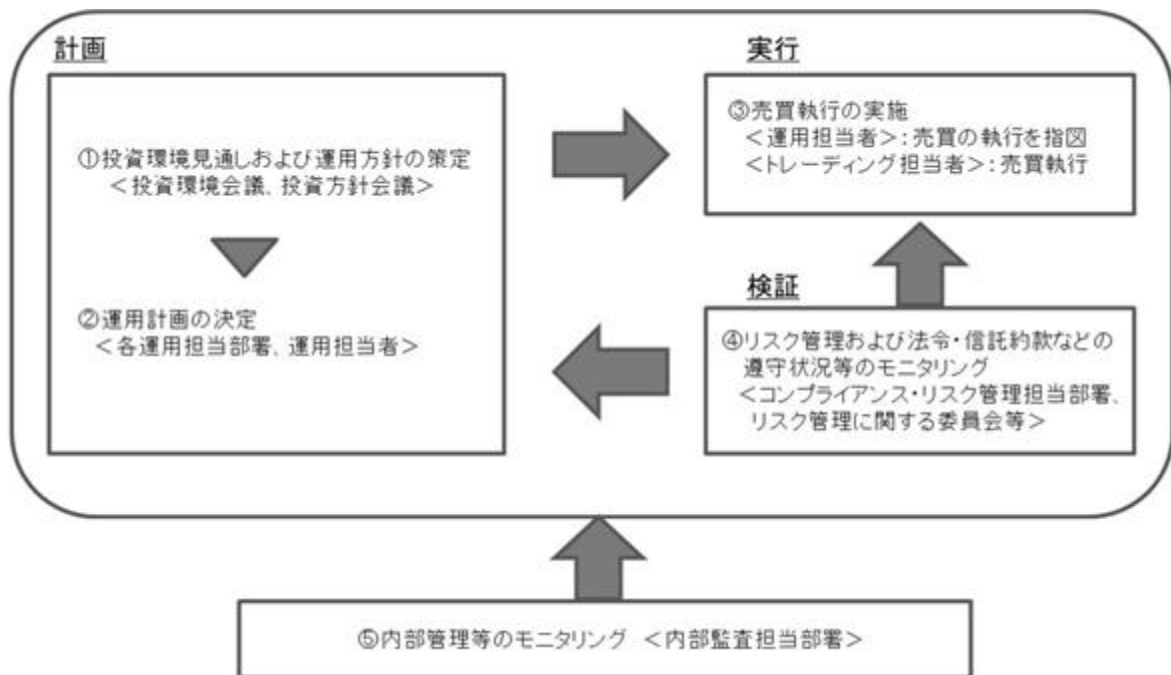 計画
①投資環境見通しおよび運用方針の策定
＜投資環境会議、投資方針会議＞
②運用計画の決定
＜各運用担当部署、運用担当者＞
実行
③売買執行の実施
＜運用担当者＞：売買の執行を指図
＜トレーディング担当者＞：売買執行
検証
④リスク管理および法令・信託約款などの
遵守状況等のモニタリング
＜コンプライアンス・リスク管理担当部署、
リスク管理に関する委員会等＞
⑤内部管理等のモニタリング ＜内部監査担当部署＞